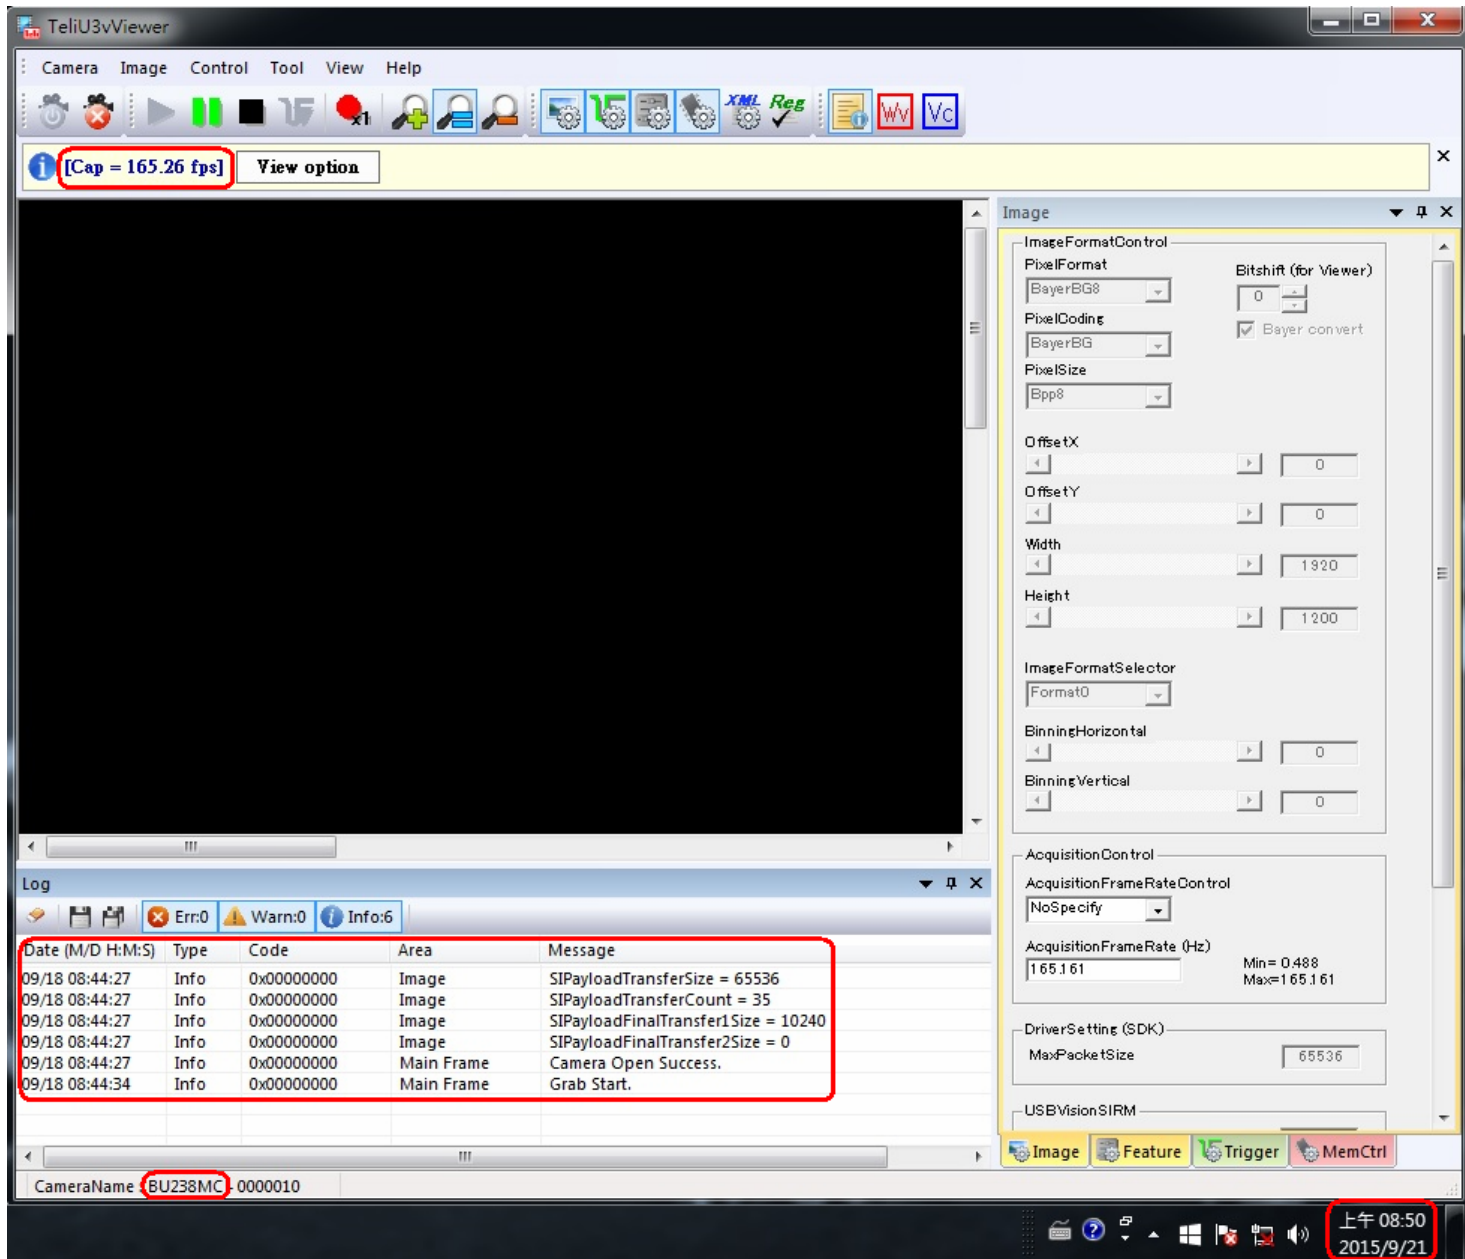 TeliU3vViewer
Camera Image Control Tool View Help
x1 XML Reg Wv Vc
[Cap = 165.26 fps] View option
Image
ImageFormatControl
PixelFormat
BayerBG8
Bitshift (for Viewer)
0
PixelCoding
BayerBG
Bayer convert
PixelSize
Bpp8
OffsetX
0
OffsetY
0
Width
1920
Height
1200
ImageFormatSelector
Format0
BinningHorizontal
0
BinningVertical
0
AcquisitionControl
AcquisitionFrameRateControl
NoSpecify
AcquisitionFrameRate (Hz)
165.161
Min= 0.488
Max=165.161
DriverSetting (SDK)
MaxPacketSize 65536
USBVisionSIRM
Image Feature Trigger MemCtrl
Log
Err:0 Warn:0 Info:6
Date (M/D H:M:S) Type Code Area Message
09/18 08:44:27 Info 0x00000000 Image SIPayloadTransferSize = 65536
09/18 08:44:27 Info 0x00000000 Image SIPayloadTransferCount = 35
09/18 08:44:27 Info 0x00000000 Image SIPayloadFinalTransfer1Size = 10240
09/18 08:44:27 Info 0x00000000 Image SIPayloadFinalTransfer2Size = 0
09/18 08:44:27 Info 0x00000000 Main Frame Camera Open Success.
09/18 08:44:34 Info 0x00000000 Main Frame Grab Start.
CameraName : BU238MC - 0000010
上午 08:50
2015/9/21